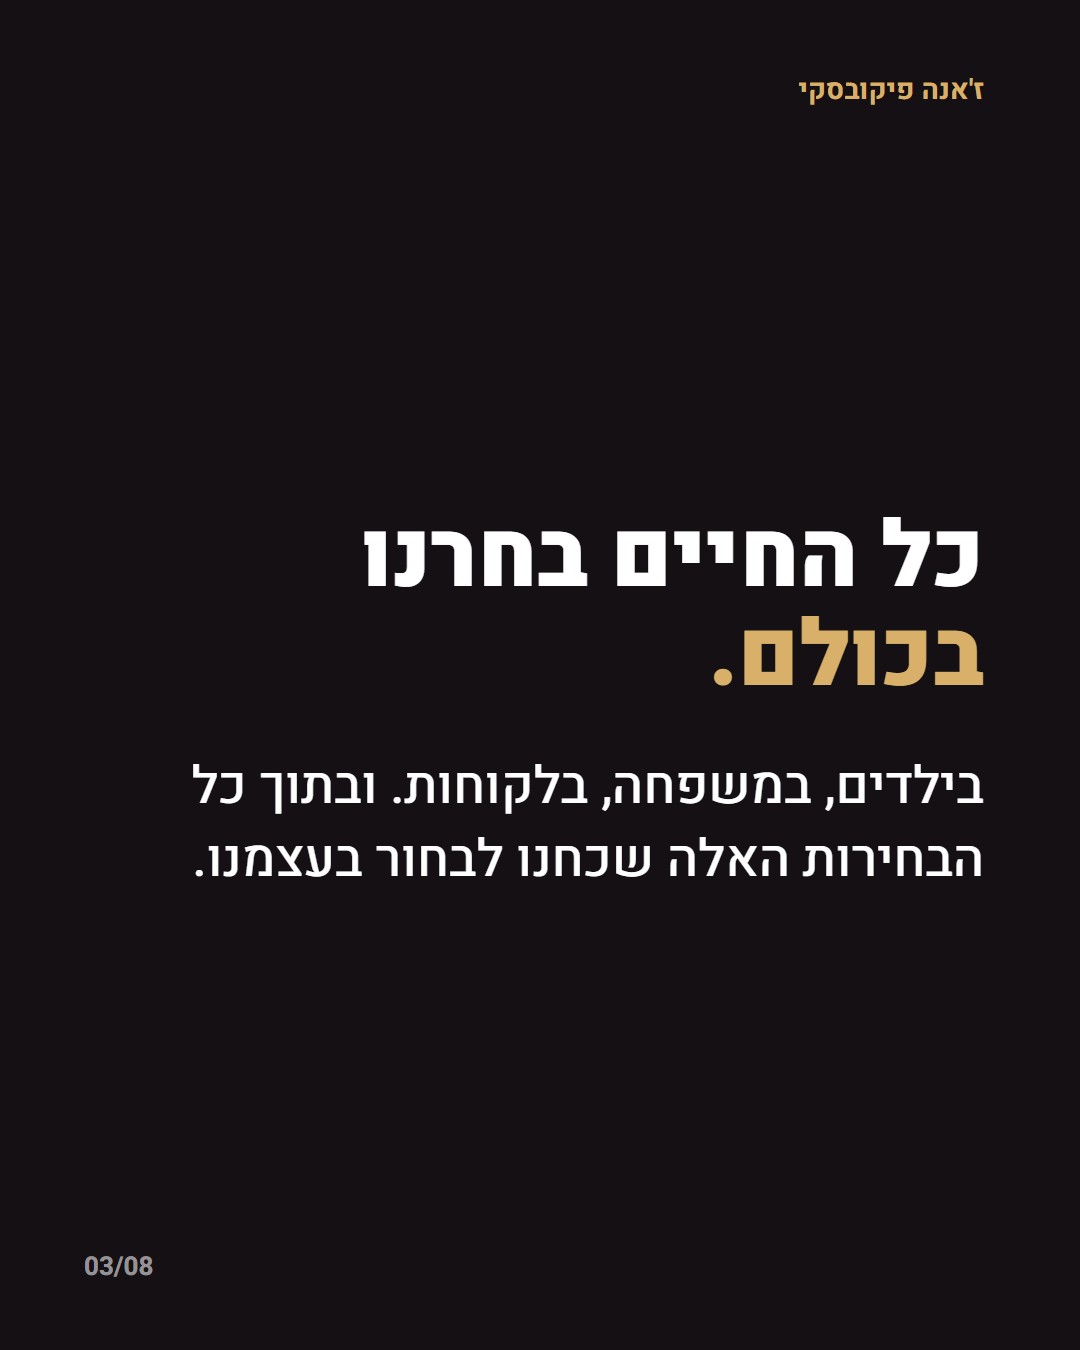 ז'אנה פיקובסקי
כל החיים בחרנו
בכולם.
בילדים, במשפחה, בלקוחות. ובתוך כל
הבחירות האלה שכחנו לבחור בעצמנו.
03/08